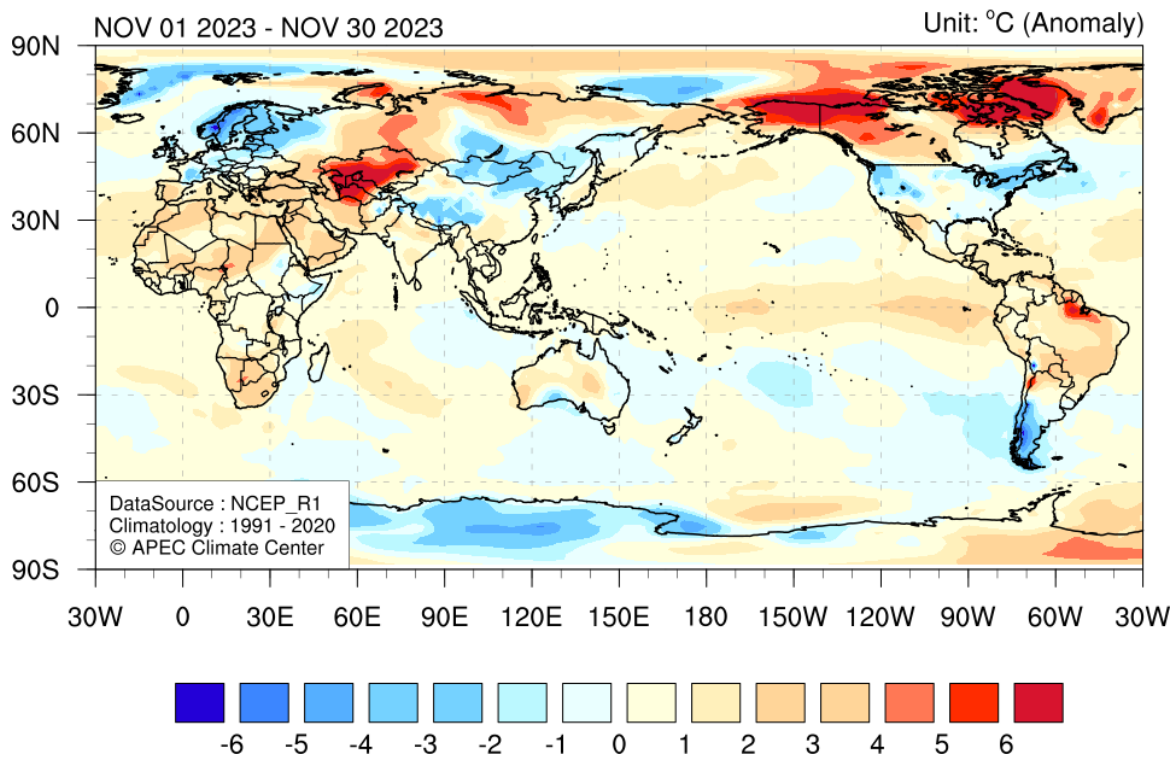 NOV 01 2023 - NOV 30 2023
Unit: °C (Anomaly)
90N
60N
30N
0
30S
60S
90S
DataSource : NCEP_R1
Climatology : 1991 - 2020
© APEC Climate Center
30W 0 30E 60E 90E 120E 150E 180 150W 120W 90W 60W 30W
-6 -5 -4 -3 -2 -1 0 1 2 3 4 5 6